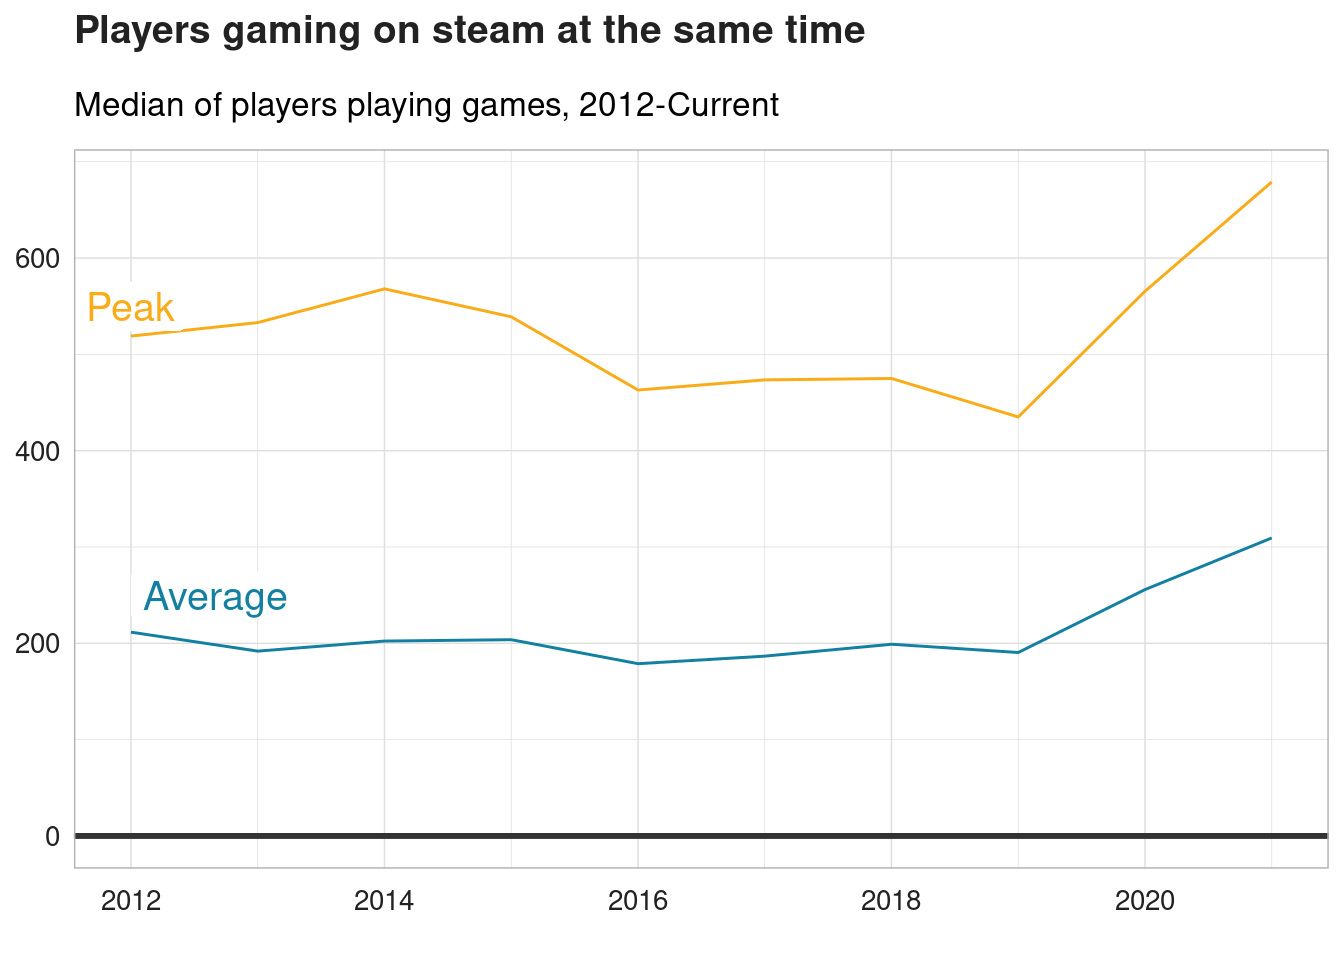 Players gaming on steam at the same time
Median of players playing games, 2012-Current
600
Peak
400
Average
200
0
2012 2014 2016 2018 2020